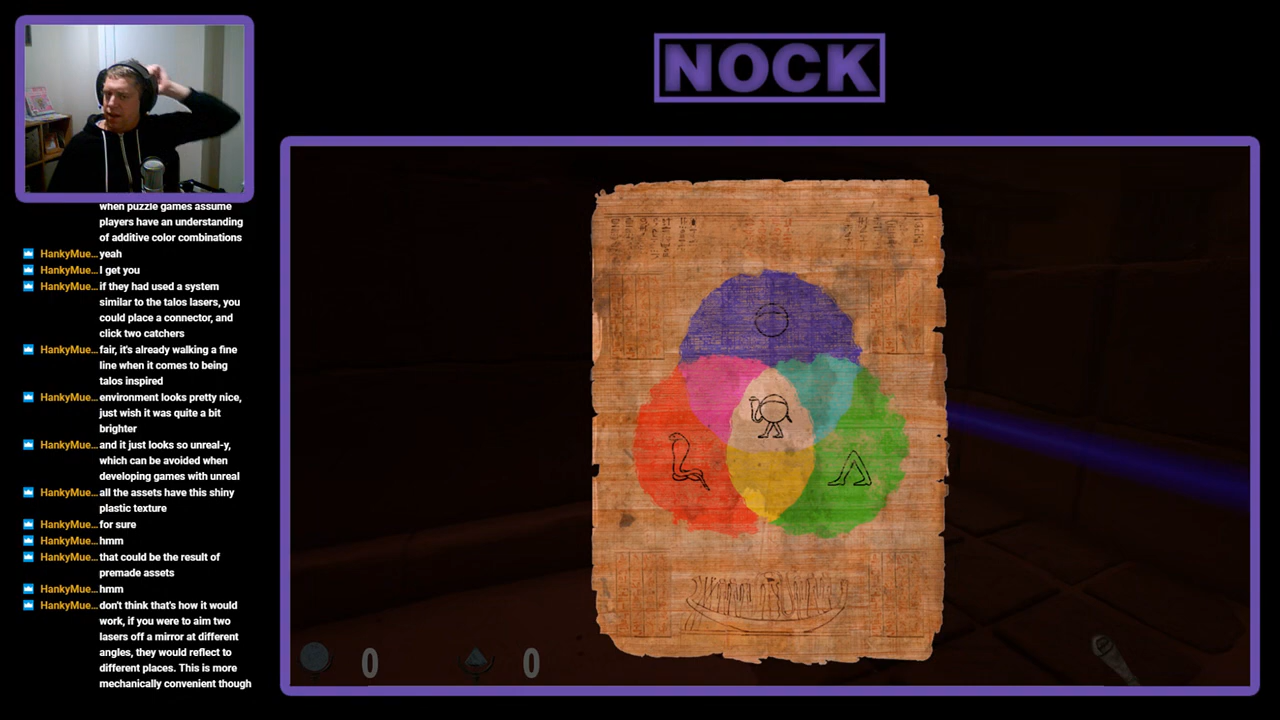 NOCK
when puzzle games assume
players have an understanding
of additive color combinations
HankyMue... yeah
HankyMue... I get you
HankyMue... if they had used a system
similar to the talos lasers, you
could place a connector, and
click two catchers
HankyMue... fair, it's already walking a fine
line when it comes to being
talos inspired
HankyMue... environment looks pretty nice,
just wish it was quite a bit
brighter
HankyMue... and it just looks so unreal-y,
which can be avoided when
developing games with unreal
HankyMue... all the assets have this shiny
plastic texture
HankyMue... for sure
HankyMue... hmm
HankyMue... that could be the result of
premade assets
HankyMue... hmm
HankyMue... don't think that's how it would
work, if you were to aim two
lasers off a mirror at different
angles, they would reflect to
different places. This is more
mechanically convenient though
0 0